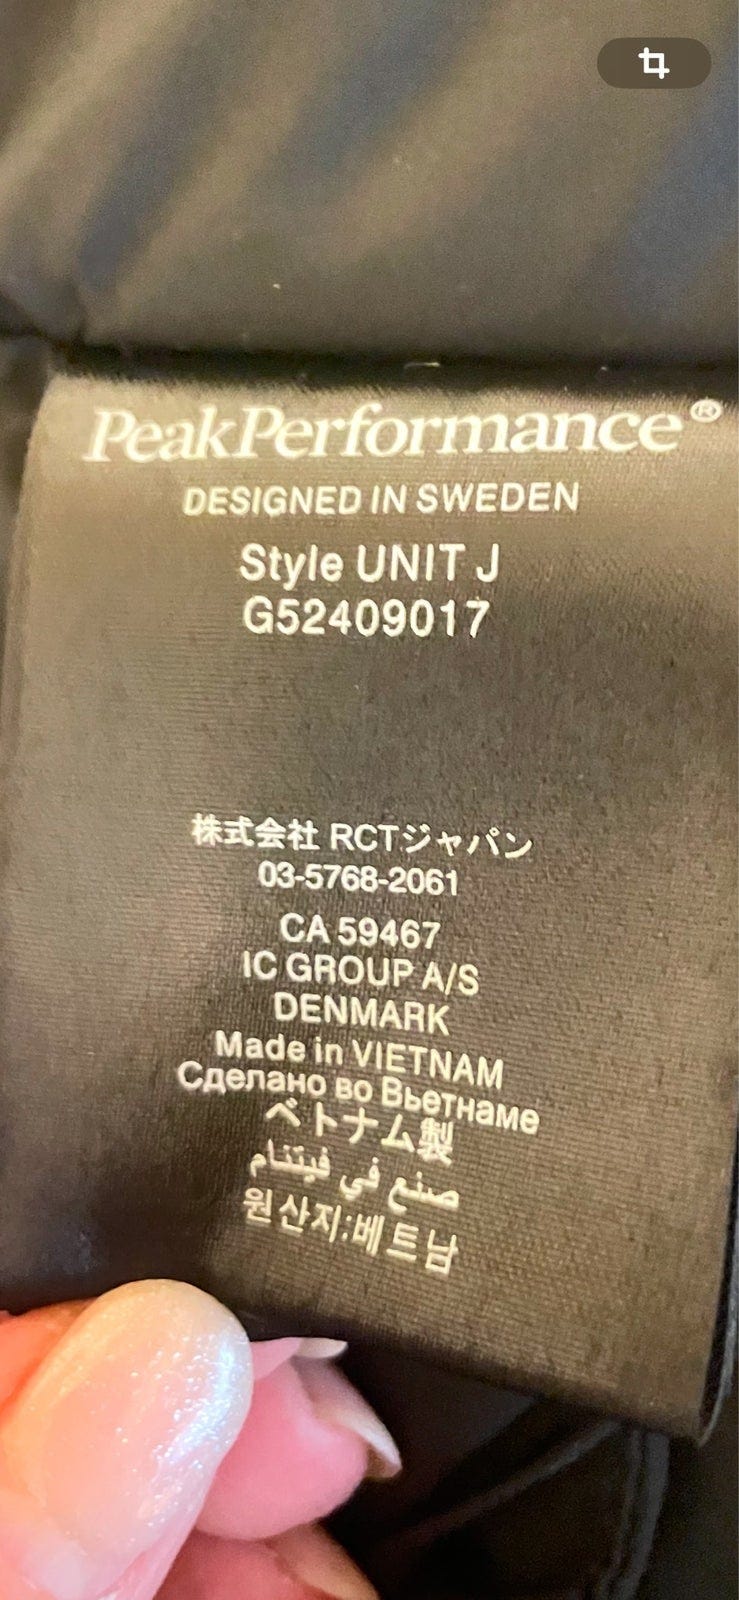 PeakPerformance®
DESIGNED IN SWEDEN
Style UNIT J
G52409017
株式会社 RCTジャパン
03-5768-2061
CA 59467
IC GROUP A/S
DENMARK
Made in VIETNAM
Сделано во Вьетнаме
ベトナム製
صنع في فيتنام
원산지:베트남